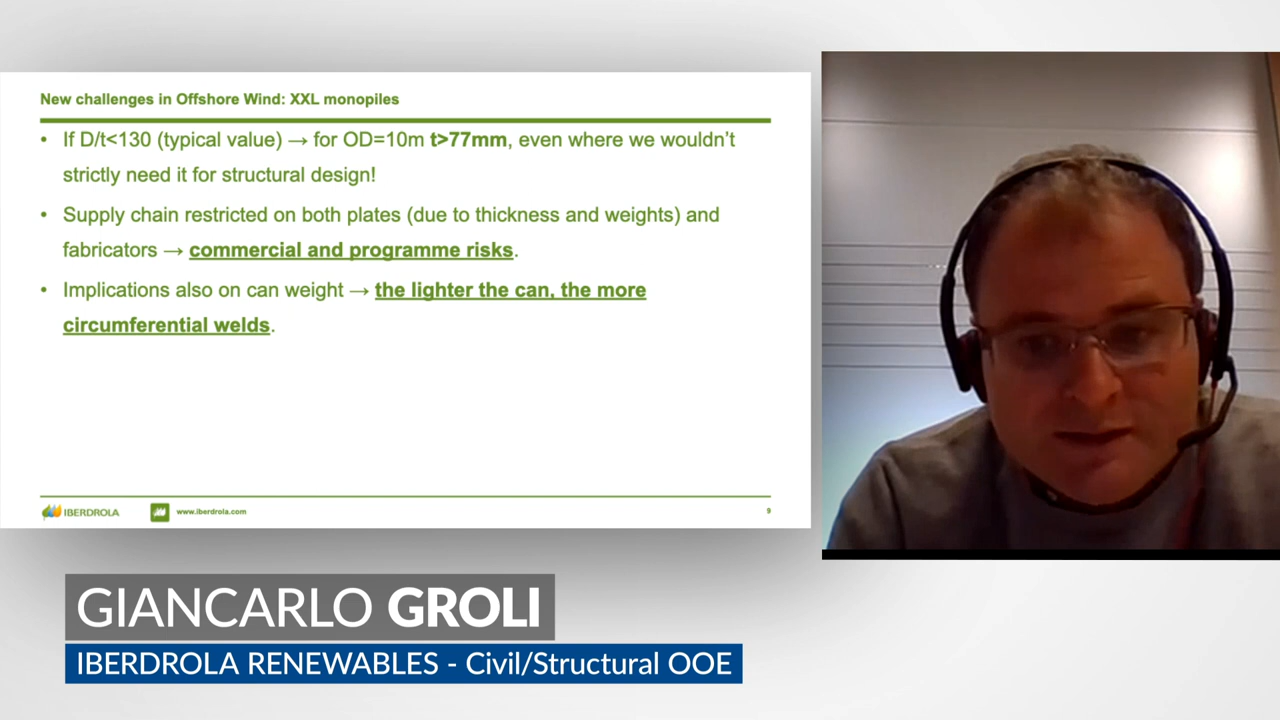 New challenges in Offshore Wind: XXL monopiles
• If D/t<130 (typical value) → for OD=10m t>77mm, even where we wouldn't
strictly need it for structural design!
• Supply chain restricted on both plates (due to thickness and weights) and
fabricators → commercial and programme risks.
• Implications also on can weight → the lighter the can, the more
circumferential welds.
IBERDROLA
www.iberdrola.com
9
GIANCARLO GROLI
IBERDROLA RENEWABLES - Civil/Structural OOE